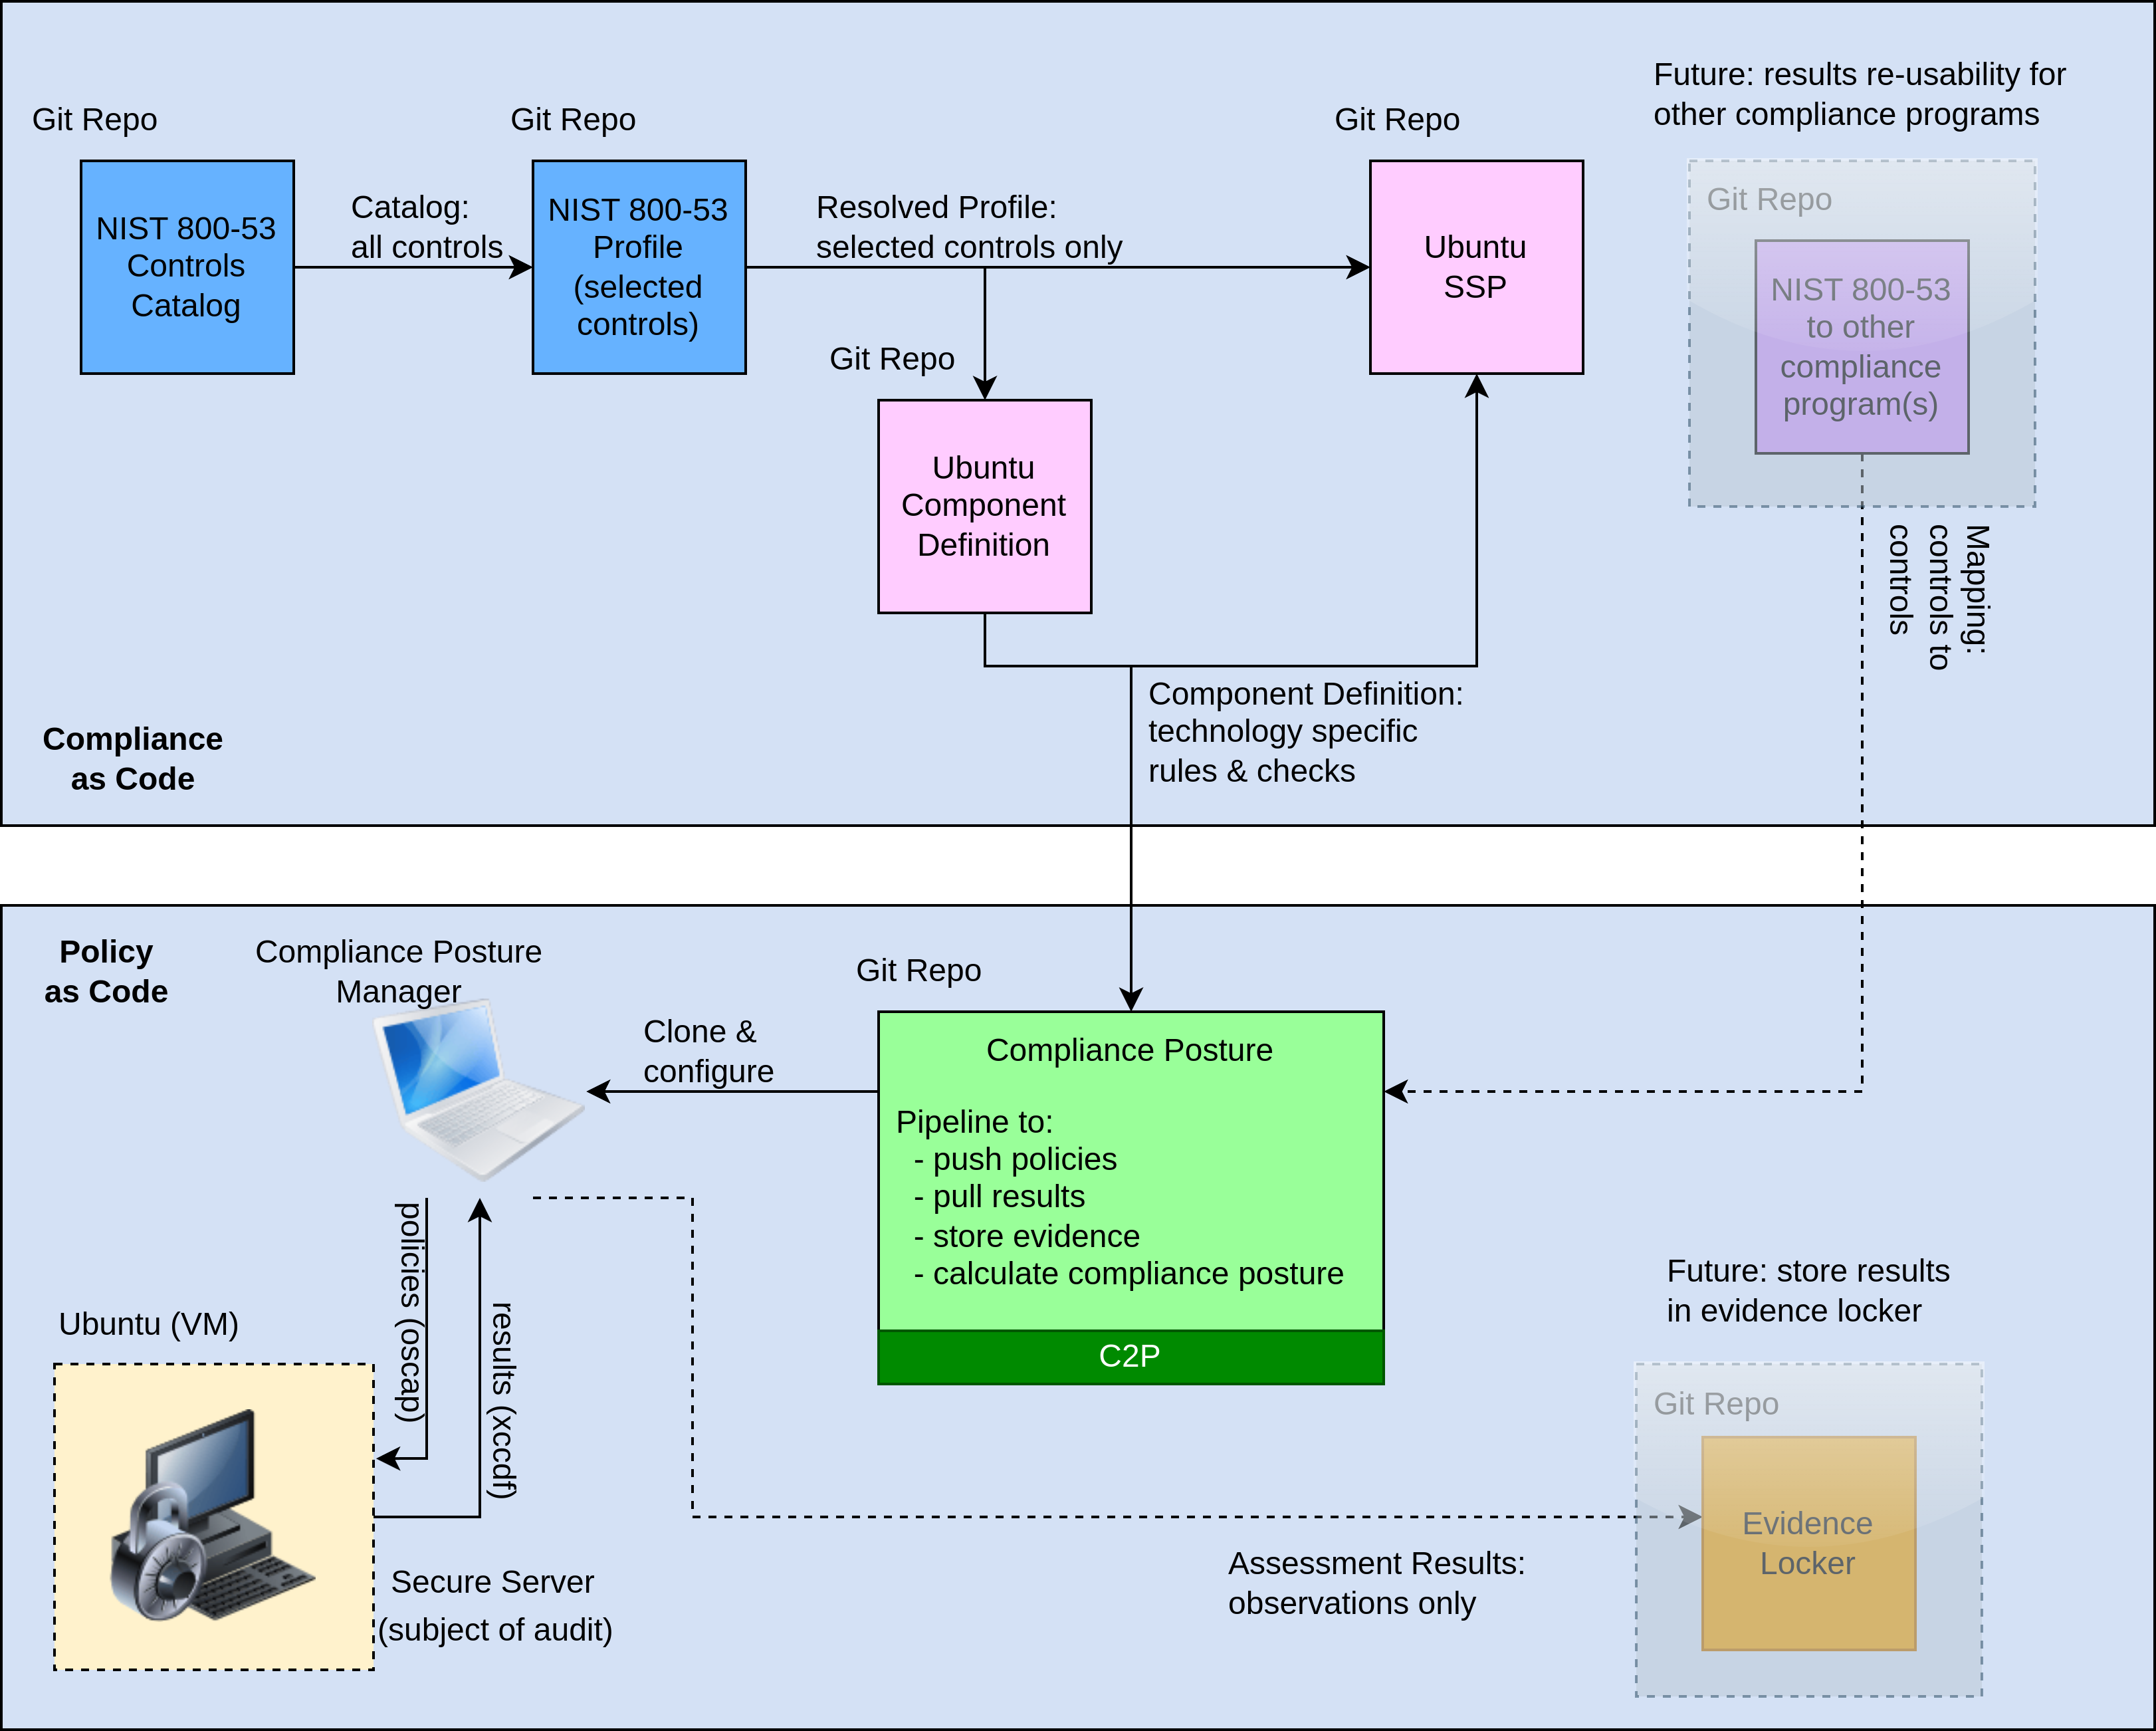 Future: results re-usability for
other compliance programs
Git Repo
Git Repo
Git Repo
Git Repo
NIST 800-53
Controls
Catalog
Catalog:
all controls
NIST 800-53
Profile
(selected
controls)
Resolved Profile:
selected controls only
Ubuntu
SSP
NIST 800-53
to other
compliance
program(s)
Git Repo
Ubuntu
Component
Definition
Mapping:
controls to
controls
Component Definition:
technology specific
rules & checks
Compliance
as Code
Policy
as Code
Compliance Posture
Manager
Git Repo
Clone &
configure
Compliance Posture
Pipeline to:
- push policies
- pull results
- store evidence
- calculate compliance posture
C2P
policies (oscap)
results (xccdf)
Ubuntu (VM)
Secure Server
(subject of audit)
Future: store results
in evidence locker
Git Repo
Evidence
Locker
Assessment Results:
observations only